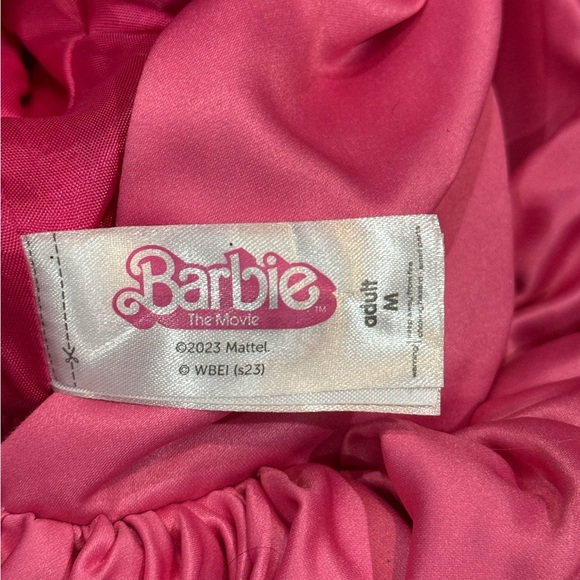 Barbie
The Movie
™
©2023 Mattel.
© WBEI (s23)
adult
M